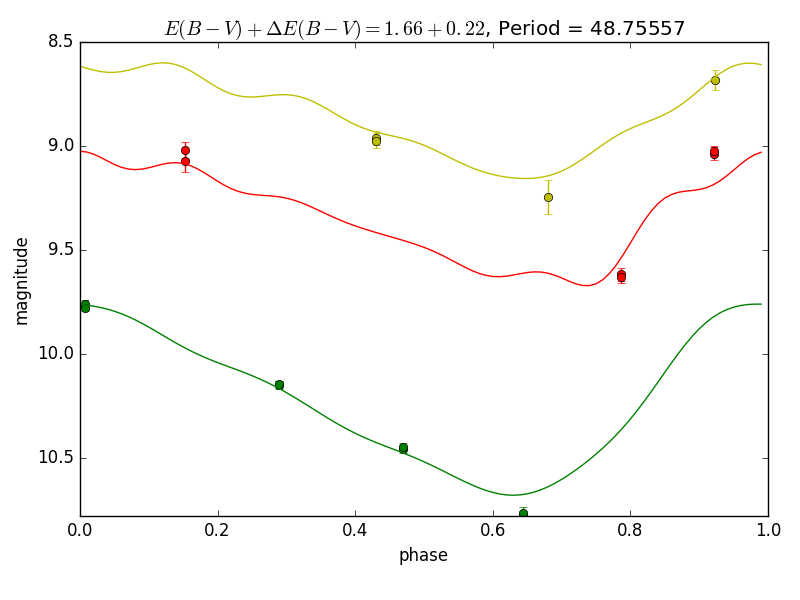 E(B − V) + ΔE(B − V) = 1.66 + 0.22, Period = 48.75557
8.5
9.0
9.5
10.0
10.5
magnitude
0.0 0.2 0.4 0.6 0.8 1.0
phase